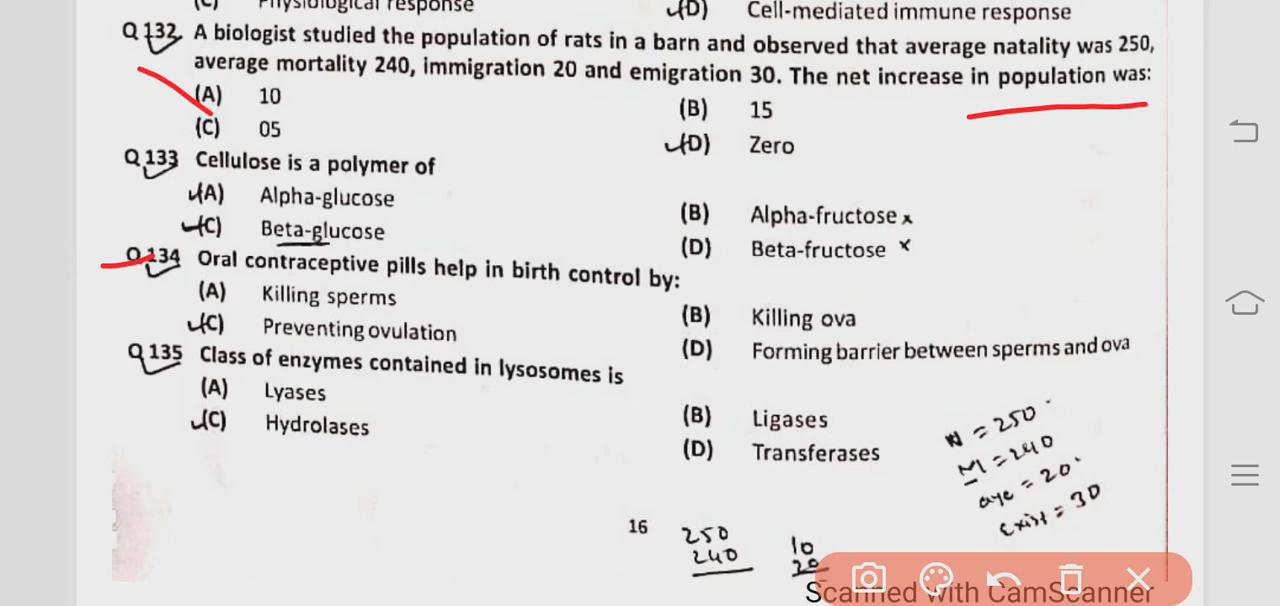 (C) Physiological response (D) Cell-mediated immune response
Q 132 A biologist studied the population of rats in a barn and observed that average natality was 250,
average mortality 240, immigration 20 and emigration 30. The net increase in population was:
(A) 10 (B) 15
(C) 05 (D) Zero
Q 133 Cellulose is a polymer of
(A) Alpha-glucose (B) Alpha-fructose x
(C) Beta-glucose (D) Beta-fructose x
Q 134 Oral contraceptive pills help in birth control by:
(A) Killing sperms (B) Killing ova
(C) Preventing ovulation (D) Forming barrier between sperms and ova
Q 135 Class of enzymes contained in lysosomes is
(A) Lyases (B) Ligases
(C) Hydrolases (D) Transferases
N = 250
M = 240
aye = 20
exist = 30
16
250 10
240 20
Scanned with CamScanner